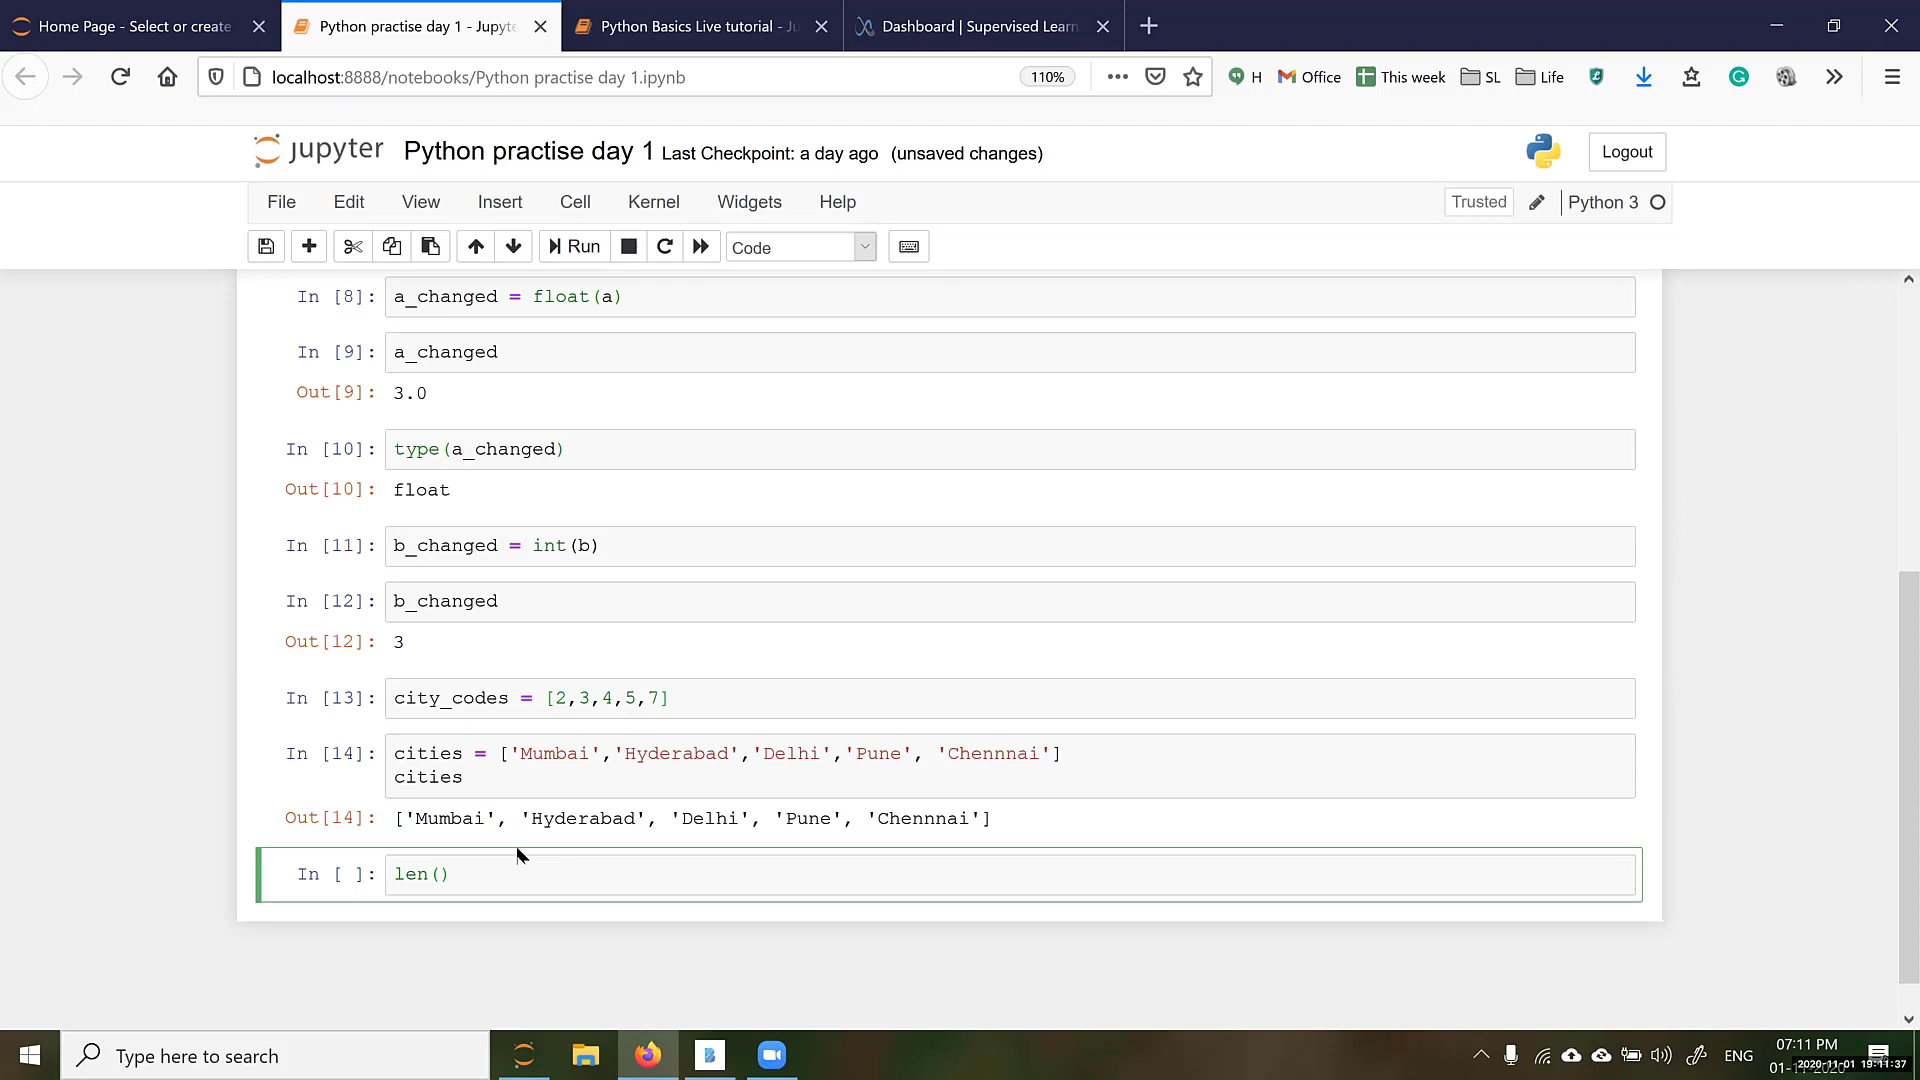 Home Page - Select or create
Python practise day 1 - Jupyte
Python Basics Live tutorial - Ju
Dashboard | Supervised Learn
localhost:8888/notebooks/Python practise day 1.ipynb
110%
H
Office
This week
SL
Life
jupyter Python practise day 1 Last Checkpoint: a day ago (unsaved changes)
Logout
File Edit View Insert Cell Kernel Widgets Help
Trusted
Python 3
Run
Code
In [8]: a_changed = float(a)
In [9]: a_changed
Out[9]: 3.0
In [10]: type(a_changed)
Out[10]: float
In [11]: b_changed = int(b)
In [12]: b_changed
Out[12]: 3
In [13]: city_codes = [2,3,4,5,7]
In [14]: cities = ['Mumbai','Hyderabad','Delhi','Pune', 'Chennnai']
cities
Out[14]: ['Mumbai', 'Hyderabad', 'Delhi', 'Pune', 'Chennnai']
In [ ]: len()
Type here to search
ENG
07:11 PM
2020-11-01 19:11:37